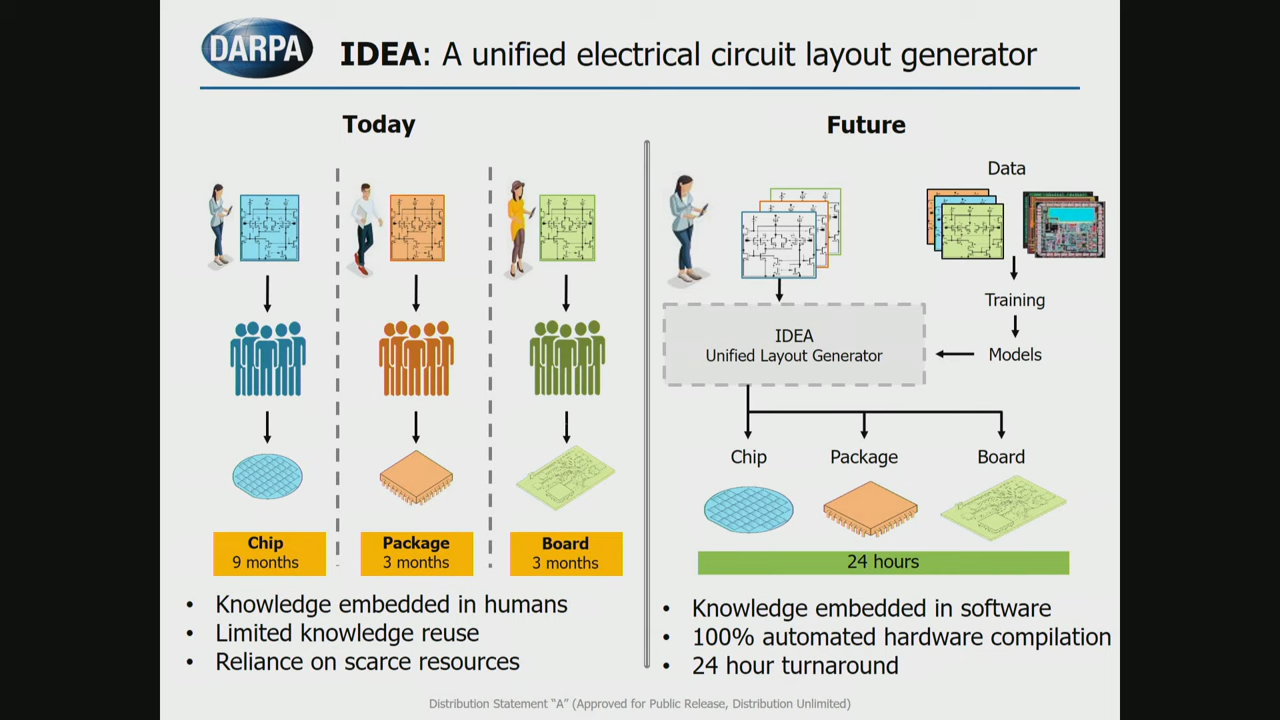 DARPA
IDEA: A unified electrical circuit layout generator
Today
Chip
9 months
Package
3 months
Board
3 months
• Knowledge embedded in humans
• Limited knowledge reuse
• Reliance on scarce resources
Future
Data
Training
Models
IDEA
Unified Layout Generator
Chip
Package
Board
24 hours
• Knowledge embedded in software
• 100% automated hardware compilation
• 24 hour turnaround
Distribution Statement “A” (Approved for Public Release, Distribution Unlimited)